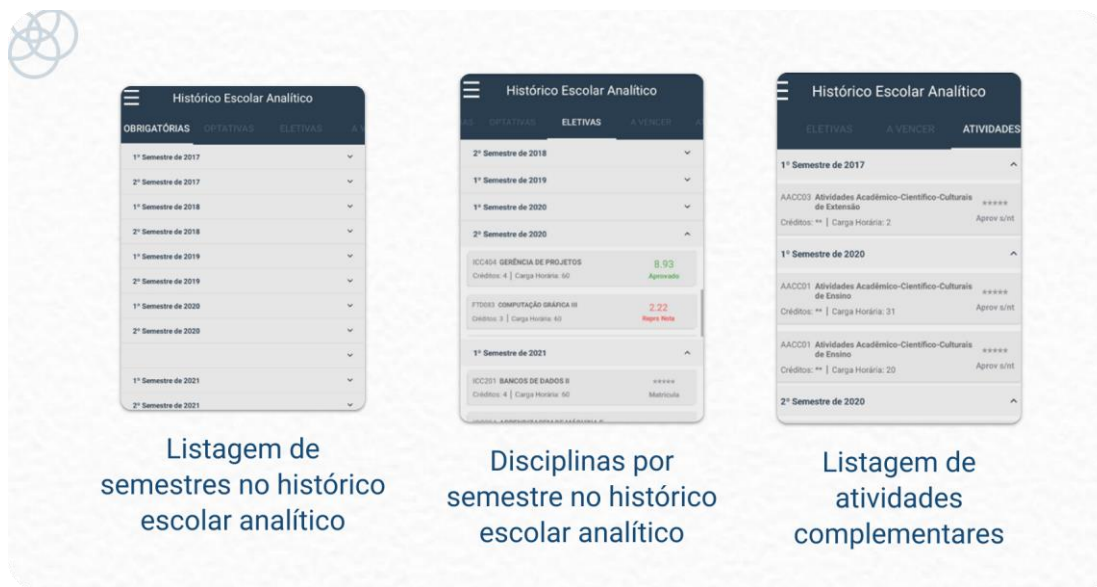 Histórico Escolar Analítico
OBRIGATÓRIAS OPTATIVAS ELETIVAS A V
1º Semestre de 2017
2º Semestre de 2017
1º Semestre de 2018
2º Semestre de 2018
1º Semestre de 2019
2º Semestre de 2019
1º Semestre de 2020
2º Semestre de 2020
1º Semestre de 2021
2º Semestre de 2021
Listagem de
semestres no histórico
escolar analítico
Histórico Escolar Analítico
AS OPTATIVAS ELETIVAS A VENCER AT
2º Semestre de 2018
1º Semestre de 2019
1º Semestre de 2020
2º Semestre de 2020
ICC404 GERÊNCIA DE PROJETOS 8.93
Créditos: 4 | Carga Horária: 60 Aprovado
FTD083 COMPUTAÇÃO GRÁFICA III 2.22
Créditos: 3 | Carga Horária: 60 Repro Nota
1º Semestre de 2021
ICC201 BANCOS DE DADOS II *****
Créditos: 4 | Carga Horária: 60 Matrícula
Disciplinas por
semestre no histórico
escolar analítico
Histórico Escolar Analítico
ELETIVAS A VENCER ATIVIDADES
1º Semestre de 2017
AACC03 Atividades Acadêmico-Científico-Culturais
de Extensão *****
Créditos: ** | Carga Horária: 2 Aprov s/nt
1º Semestre de 2020
AACC01 Atividades Acadêmico-Científico-Culturais
de Ensino *****
Créditos: ** | Carga Horária: 31 Aprov s/nt
AACC01 Atividades Acadêmico-Científico-Culturais
de Ensino *****
Créditos: ** | Carga Horária: 20 Aprov s/nt
2º Semestre de 2020
Listagem de
atividades
complementares